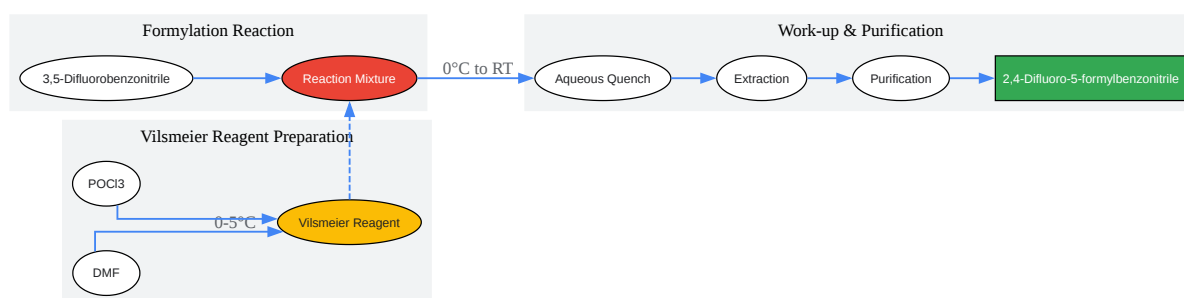 Formylation Reaction
Work-up & Purification
3,5-Difluorobenzonitrile
Reaction Mixture
0°C to RT
Aqueous Quench
Extraction
Purification
2,4-Difluoro-5-formylbenzonitrile
Vilsmeier Reagent Preparation
POCl3
0-5°C
Vilsmeier Reagent
DMF